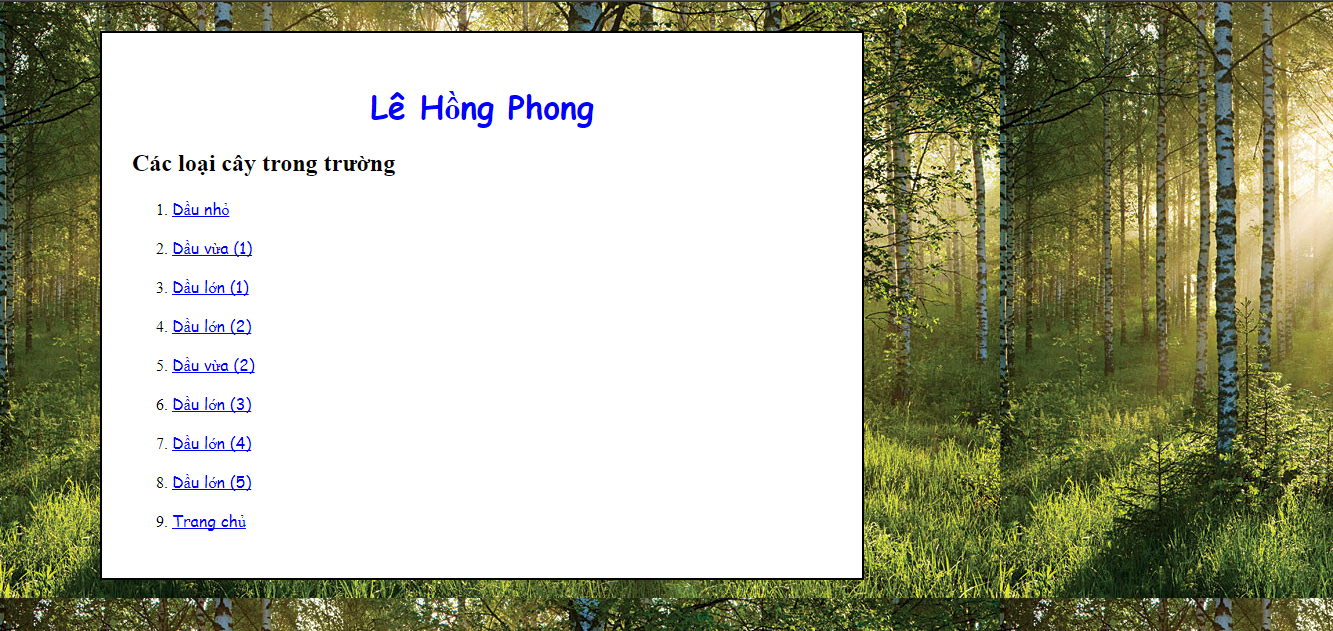 Lê Hồng Phong
Các loại cây trong trường
1. Dầu nhỏ
2. Dầu vừa (1)
3. Dầu lớn (1)
4. Dầu lớn (2)
5. Dầu vừa (2)
6. Dầu lớn (3)
7. Dầu lớn (4)
8. Dầu lớn (5)
9. Trang chủ